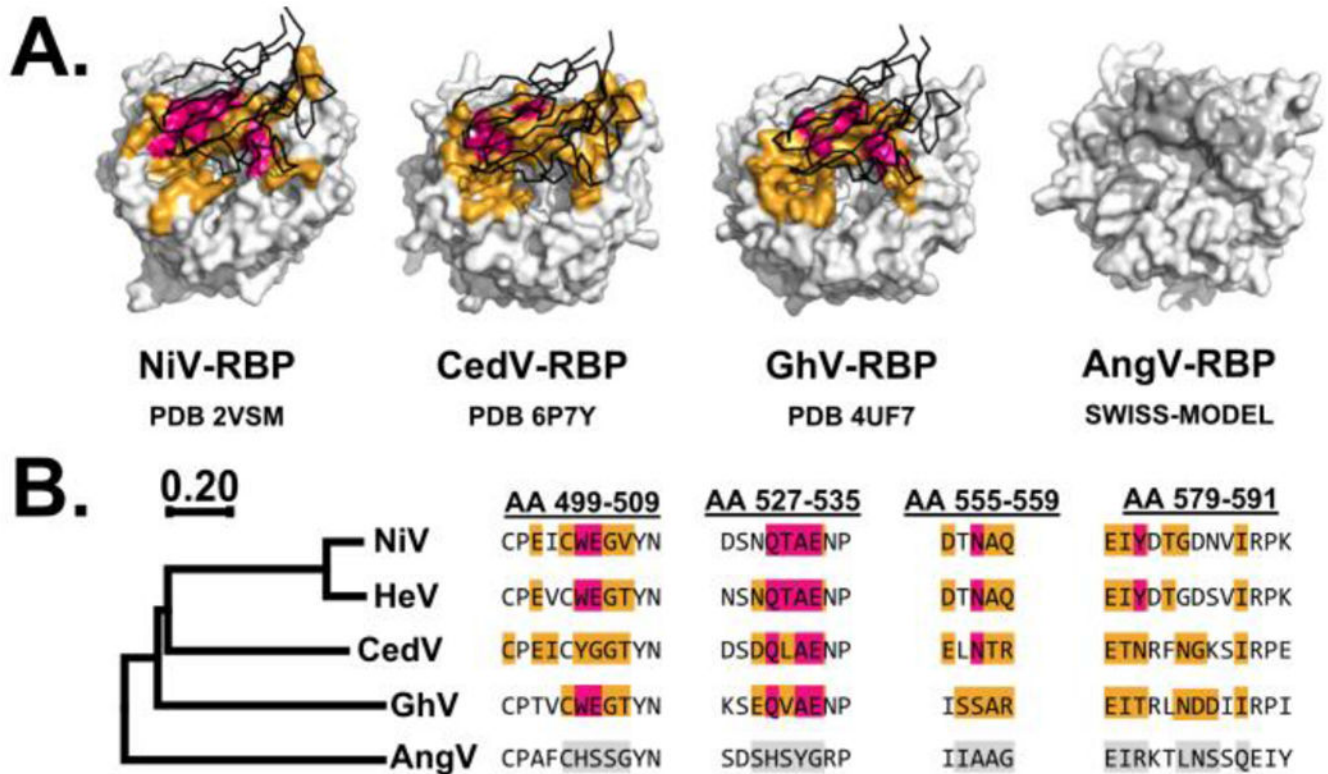 A.
NiV-RBP CedV-RBP GhV-RBP AngV-RBP
PDB 2VSM PDB 6P7Y PDB 4UF7 SWISS-MODEL
B. 0.20 AA 499-509 AA 527-535 AA 555-559 AA 579-591
NiV CPEICWEGVYN DSNQTAENP DTNAQ EIYDTGDNVIRPK
HeV CPEVCWEGTYN NSNQTAENP DTNAQ EIYDTGDSVIRPK
CedV CPEICYGGTYN DSDQLAENP ELNTR ETNRFNGKSIRPE
GhV CPTVCWEGTYN KSEQVAENP ISSAR EITRLNDDIIRPI
AngV CPAFCHSSGYN SDSHSYGRP IIAAG EIRKTLNSSQEIY